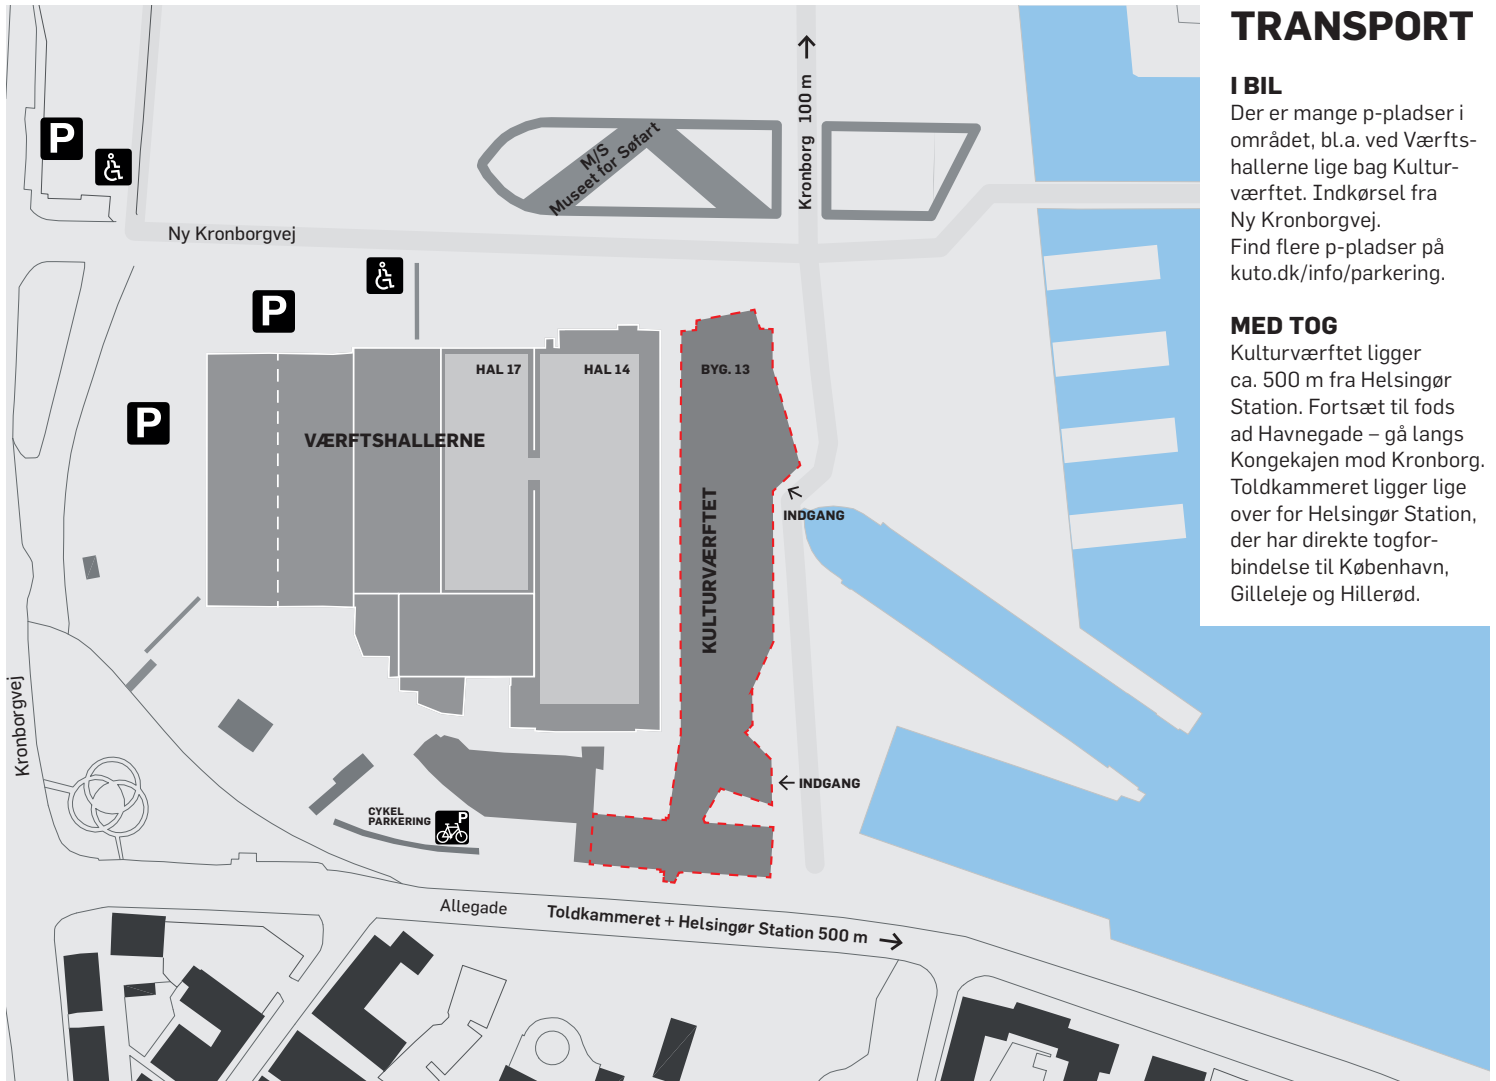 TRANSPORT
I BIL
Der er mange p-pladser i
området, bl.a. ved Værfts-
hallerne lige bag Kultur-
værftet. Indkørsel fra
Ny Kronborgvej.
Find flere p-pladser på
kuto.dk/info/parkering.
MED TOG
Kulturværftet ligger
ca. 500 m fra Helsingør
Station. Fortsæt til fods
ad Havnegade – gå langs
Kongekajen mod Kronborg.
Toldkammeret ligger lige
over for Helsingør Station,
der har direkte togfor-
bindelse til København,
Gilleleje og Hillerød.
Kronborg 100 m
P
M/S
Museet for Søfart
Ny Kronborgvej
P
HAL 17
HAL 14
BYG. 13
P
VÆRFTSHALLERNE
KULTURVÆRFTET
INDGANG
Kronborgvej
INDGANG
CYKEL
PARKERING
P
Allegade
Toldkammeret + Helsingør Station 500 m